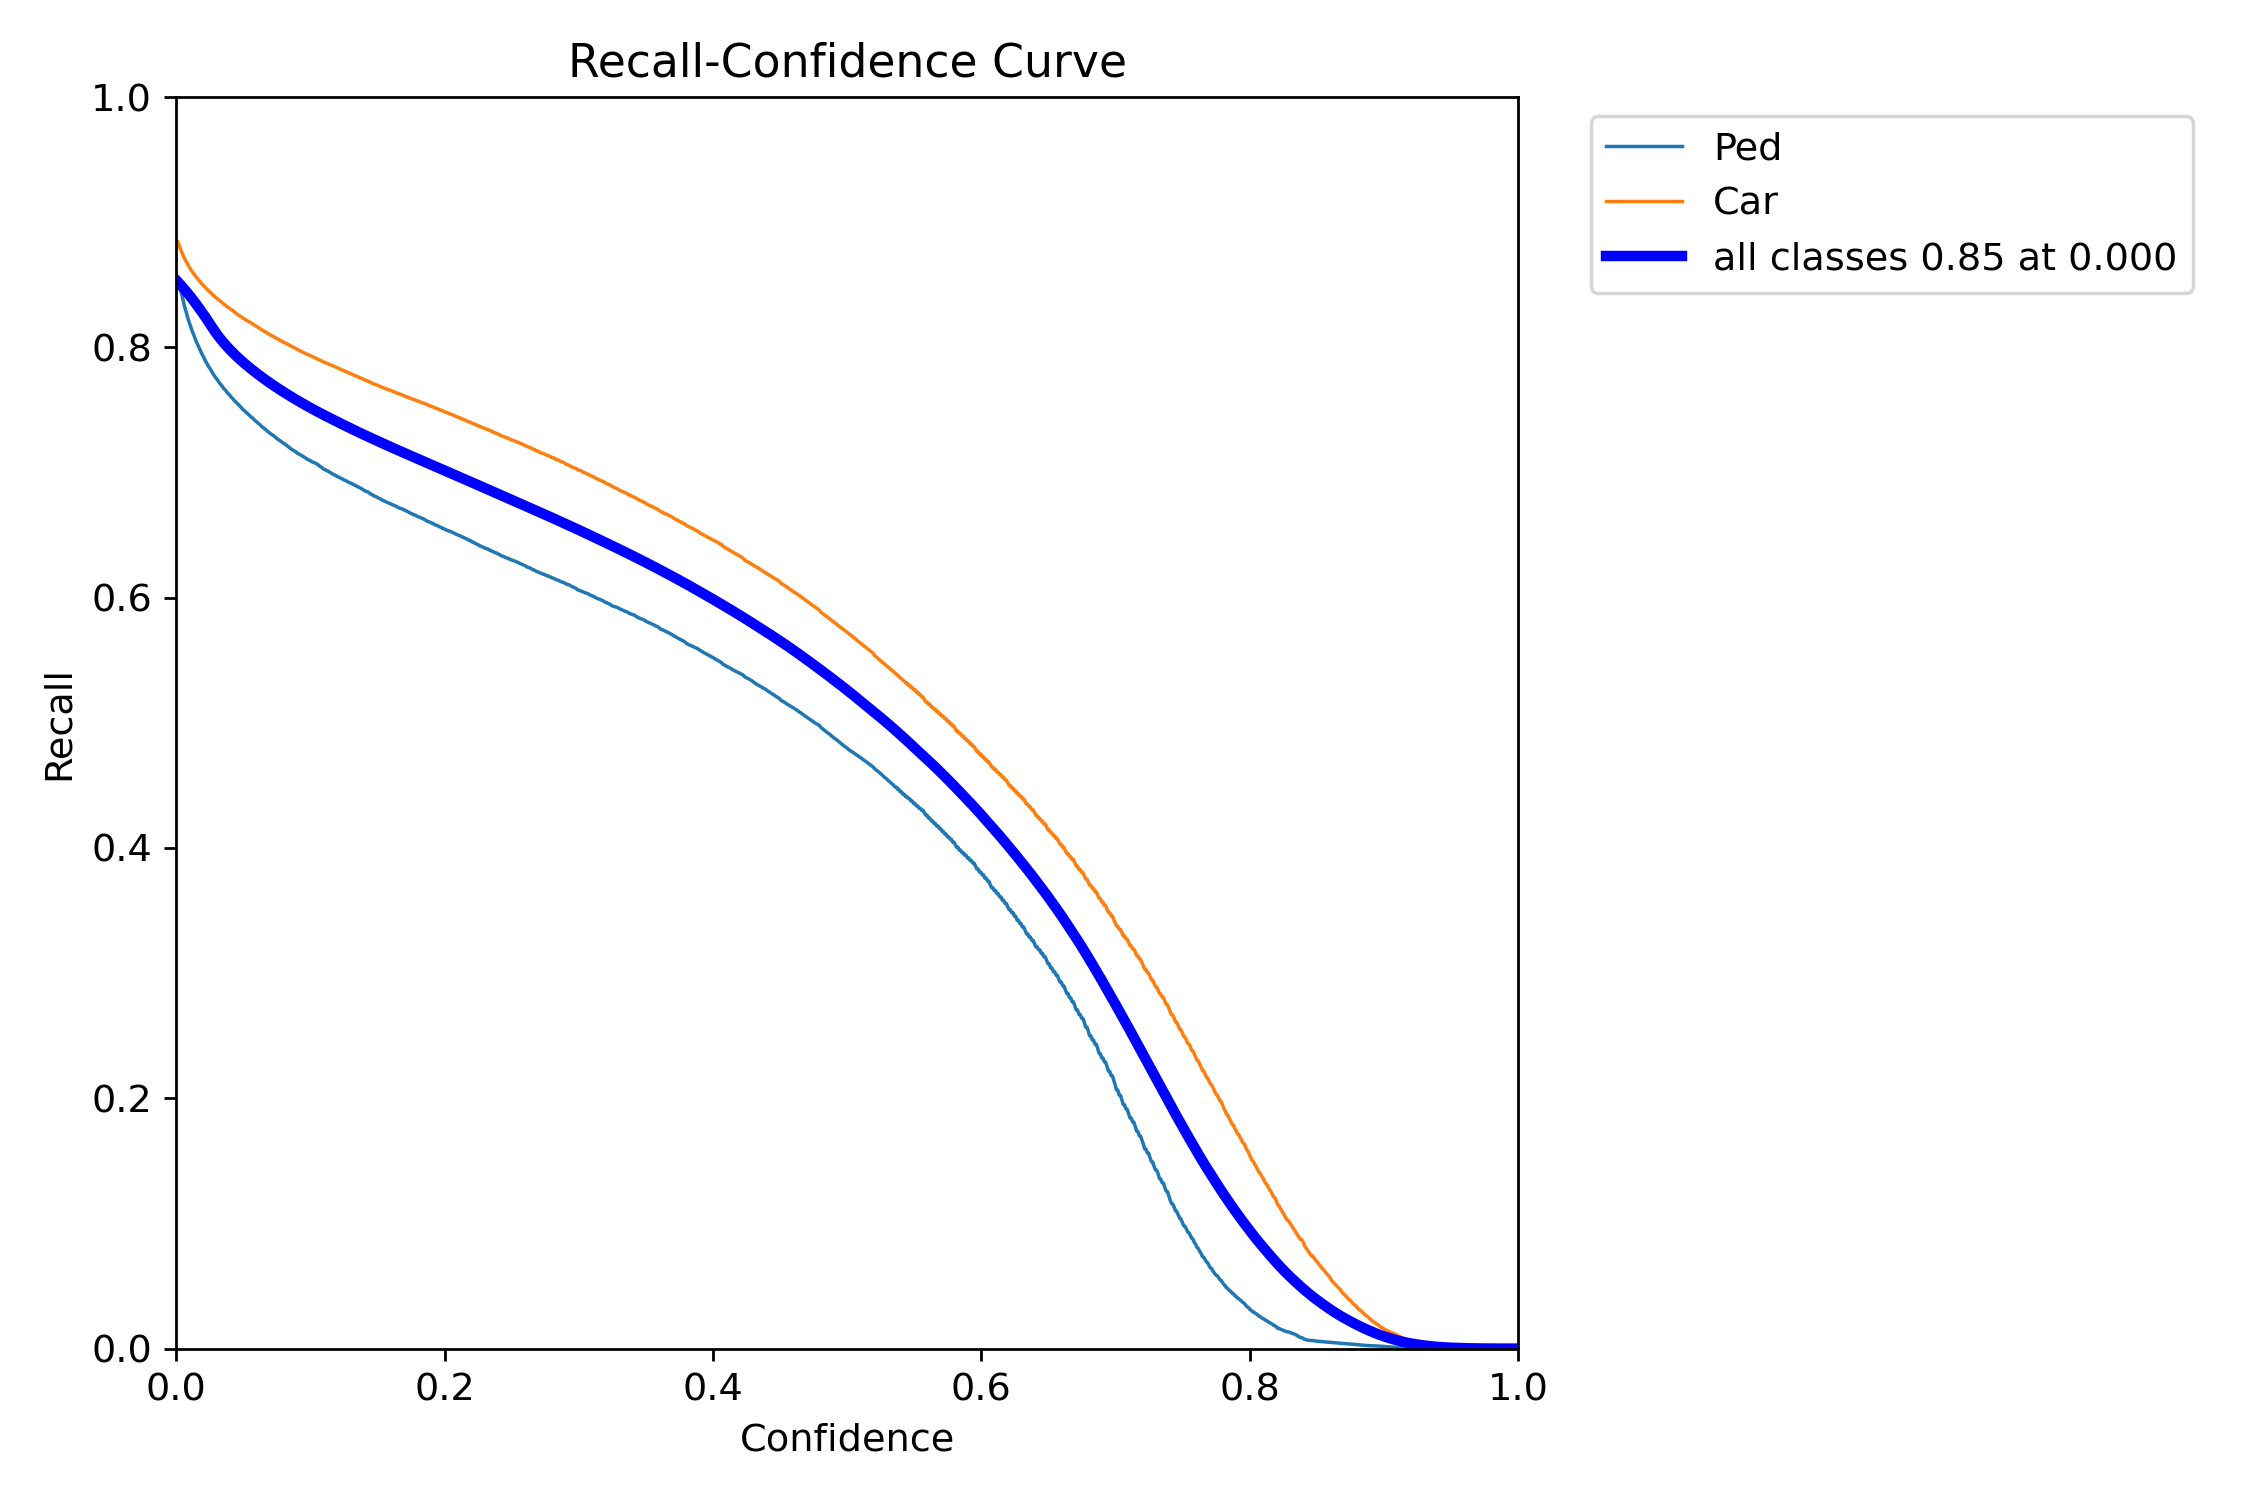 Recall-Confidence Curve
1.0
0.8
0.6
0.4
0.2
0.0
Recall
0.0 0.2 0.4 0.6 0.8 1.0
Confidence
Ped
Car
all classes 0.85 at 0.000